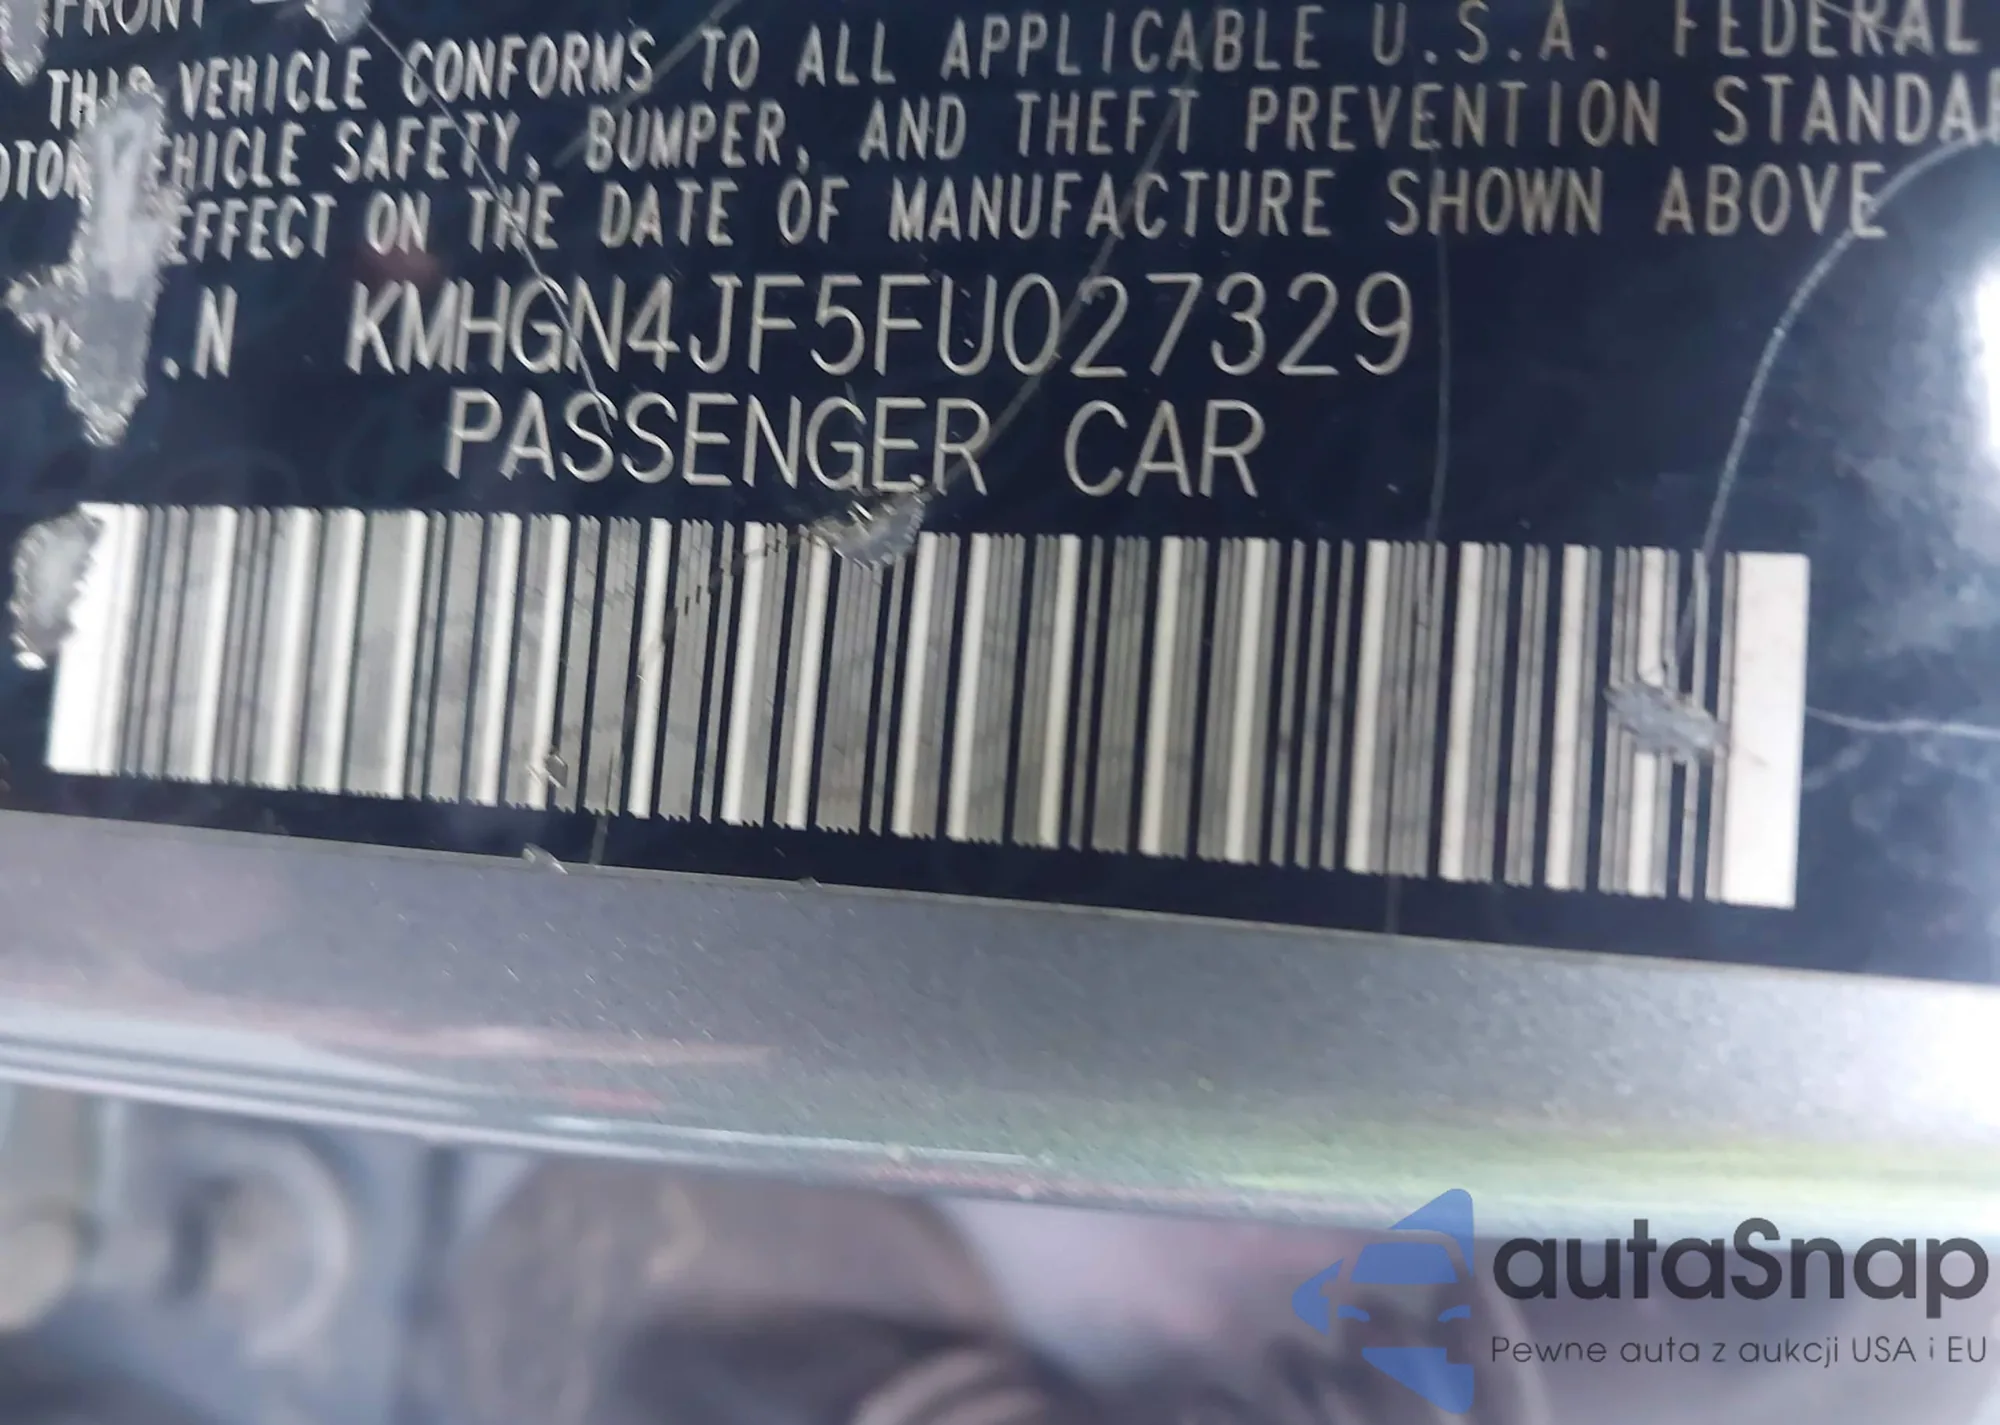 FRONT
THIS VEHICLE CONFORMS TO ALL APPLICABLE U.S.A. FEDERAL
VEHICLE SAFETY, BUMPER, AND THEFT PREVENTION
EFFECT ON THE DATE OF MANUFACTURE SHOWN ABOVE
.N KMHGN4JF5FU027329
PASSENGER CAR
autaSnap
Pewne auta z aukcji USA i EU